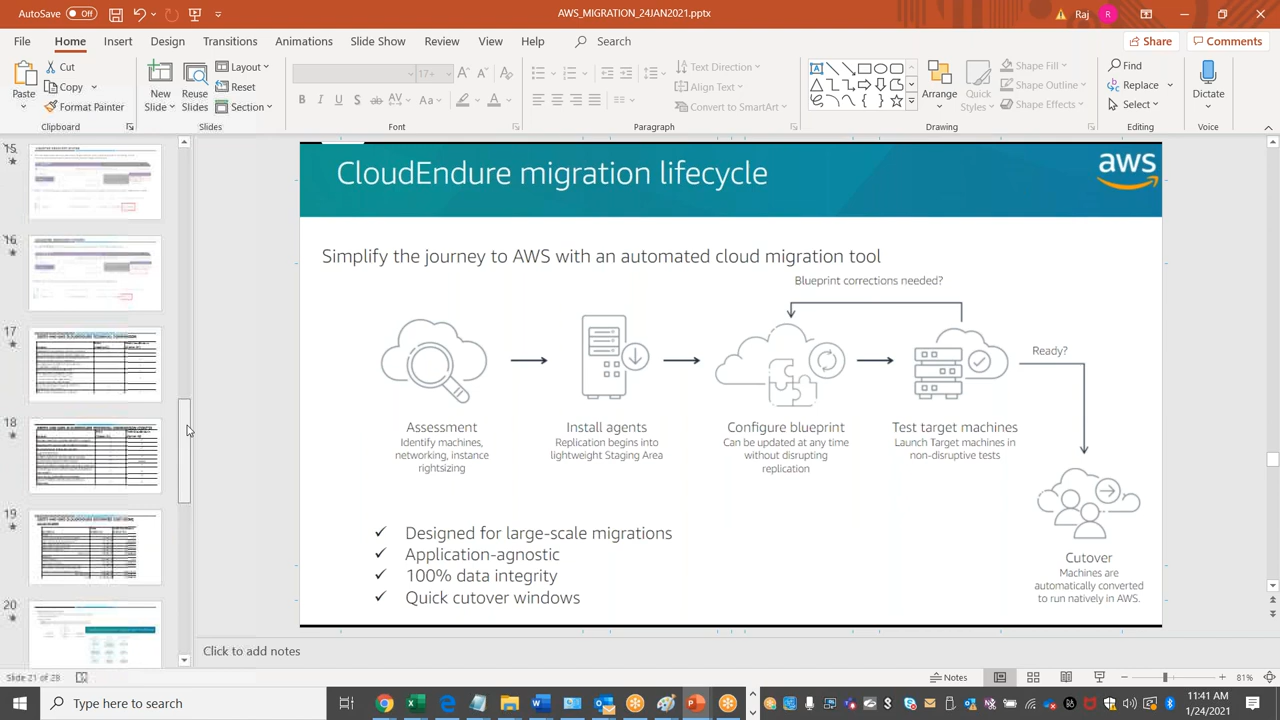 AutoSave Off
AWS_MIGRATION_24JAN2021.pptx
Raj R
File Home Insert Draw Design Transitions Animations Slide Show Review View Help Search
Share Comments
Paste
Cut
Copy
Format Painter
Clipboard
New
Slide
Reuse
Slides
Layout
Reset
Section
Slides
17+
Font
Text Direction
Align Text
Convert to SmartArt
Paragraph
Arrange
Quick
Styles
Shape Fill
Shape Outline
Shape Effects
Drawing
Find
Replace
Select
Editing
Dictate
Voice
15
16
17
18
19
20
CloudEndure migration lifecycle
aws
Simplify the journey to AWS with an automated cloud migration tool
Blueprint corrections needed?
Ready?
Assessment
Identify machines,
networking, instance
rightsizing
Install agents
Replication begins into
lightweight Staging Area
Configure blueprint
Can be updated at any time
without disrupting
replication
Test target machines
Launch Target machines in
non-disruptive tests
Cutover
Machines are
automatically converted
to run natively in AWS.
✓ Designed for large-scale migrations
✓ Application-agnostic
✓ 100% data integrity
✓ Quick cutover windows
Click to add notes
Slide 21 of 28
Notes
81%
Type here to search
11:41 AM
1/24/2021